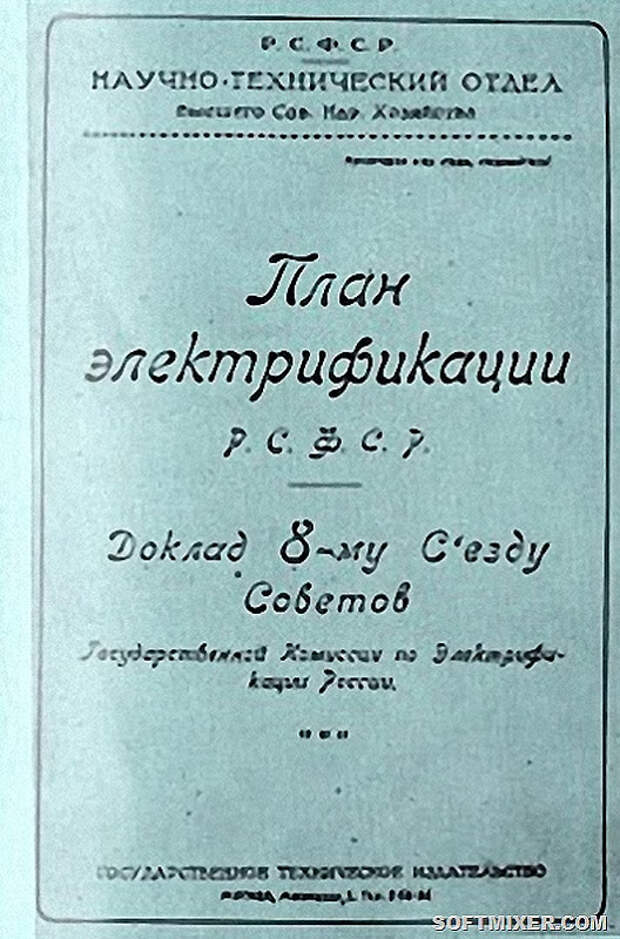 Р. С. Ф. С. Р.
НАУЧНО-ТЕХНИЧЕСКИЙ ОТДЕЛ
Высшего Сов. Нар. Хозяйства
План
электрификации
Р. С. Ф. С. Р.
Доклад 8-му С'езду
Советов
Государственной Комиссии по Электрифи-
кации России.
ГОСУДАРСТВЕННОЕ ТЕХНИЧЕСКОЕ ИЗДАТЕЛЬСТВО
МОСКВА,
SOFTMIXER.COM